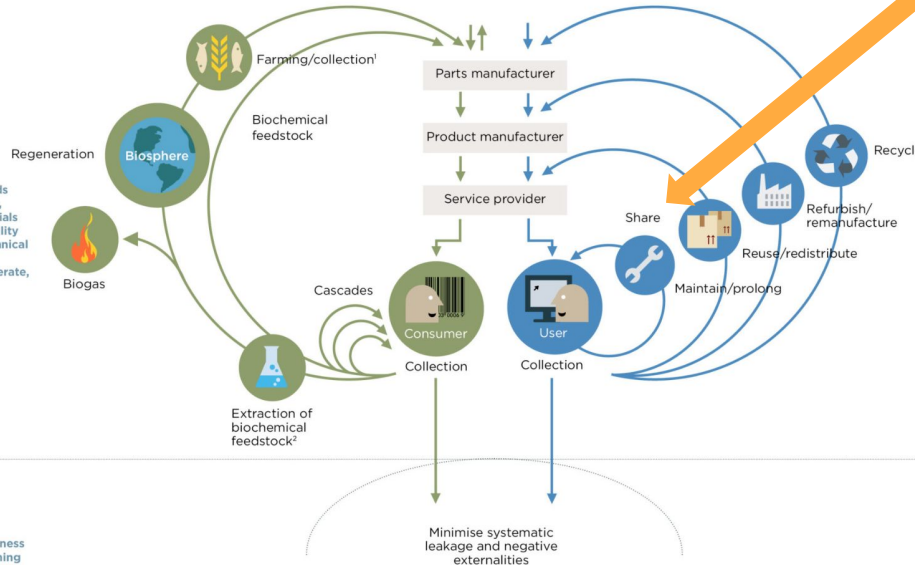 Farming/collection¹
Parts manufacturer
Biochemical
feedstock
Product manufacturer
Regeneration
Biosphere
Recycl
Service provider
Refurbish/
remanufacture
Share
Reuse/redistribute
Biogas
Cascades
Maintain/prolong
Consumer
User
Collection
Collection
Extraction of
biochemical
feedstock²
Minimise systematic
leakage and negative
externalities